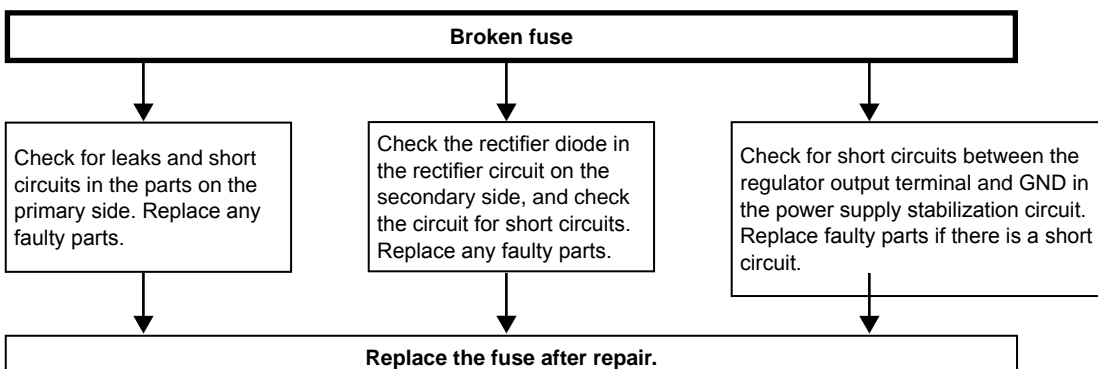 Broken fuse
Check for leaks and short
circuits in the parts on the
primary side. Replace any
faulty parts.
Check the rectifier diode in
the rectifier circuit on the
secondary side, and check
the circuit for short circuits.
Replace any faulty parts.
Check for short circuits between the
regulator output terminal and GND in
the power supply stabilization circuit.
Replace faulty parts if there is a short
circuit.
Replace the fuse after repair.